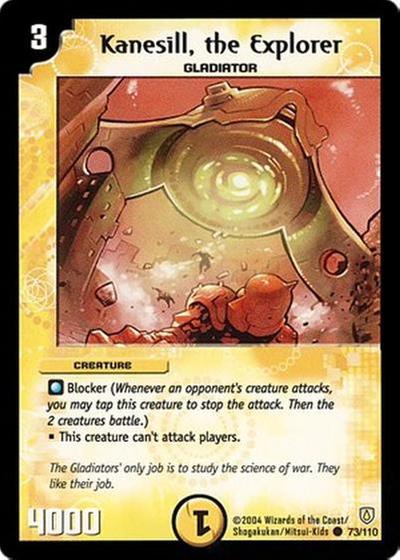 3
Kanesill, the Explorer
GLADIATOR
CREATURE
Blocker (Whenever an opponent's creature attacks,
you may tap this creature to stop the attack. Then the
2 creatures battle.)
▪ This creature can't attack players.
The Gladiators' only job is to study the science of war. They
like their job.
4000
1
©2004 Wizards of the Coast/
Shogakukan/Mitsui-Kids ● 73/110